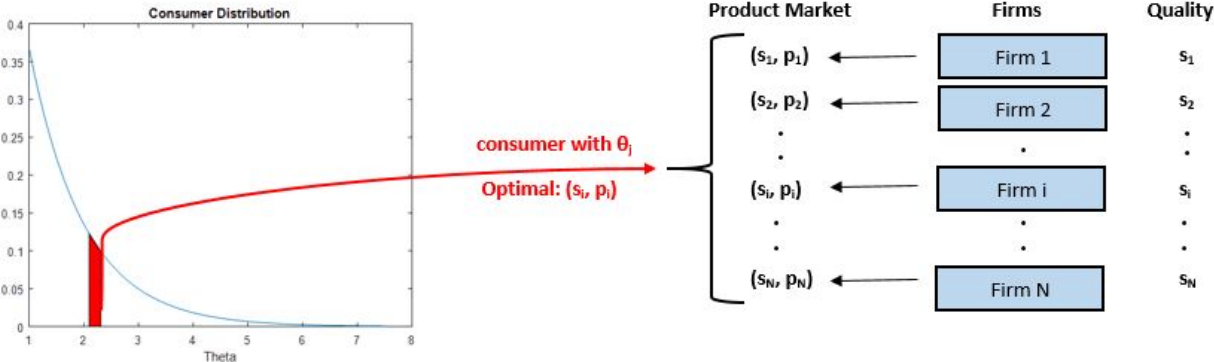 Consumer Distribution
0.4
0.35
0.3
0.25
0.2
0.15
0.1
0.05
0
1 2 3 4 5 6 7 8
Theta
consumer with θj
Optimal: (si, pi)
Product Market Firms Quality
(s1, p1) Firm 1 s1
(s2, p2) Firm 2 s2
(si, pi) Firm i si
(sN, pN) Firm N sN